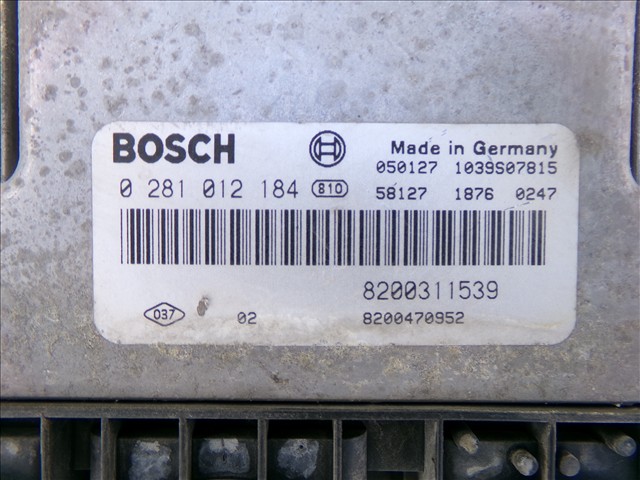 BOSCH
Made in Germany
050127 1039S07815
0 281 012 184 810
58127 1876 0247
8200311539
037 02 8200470952